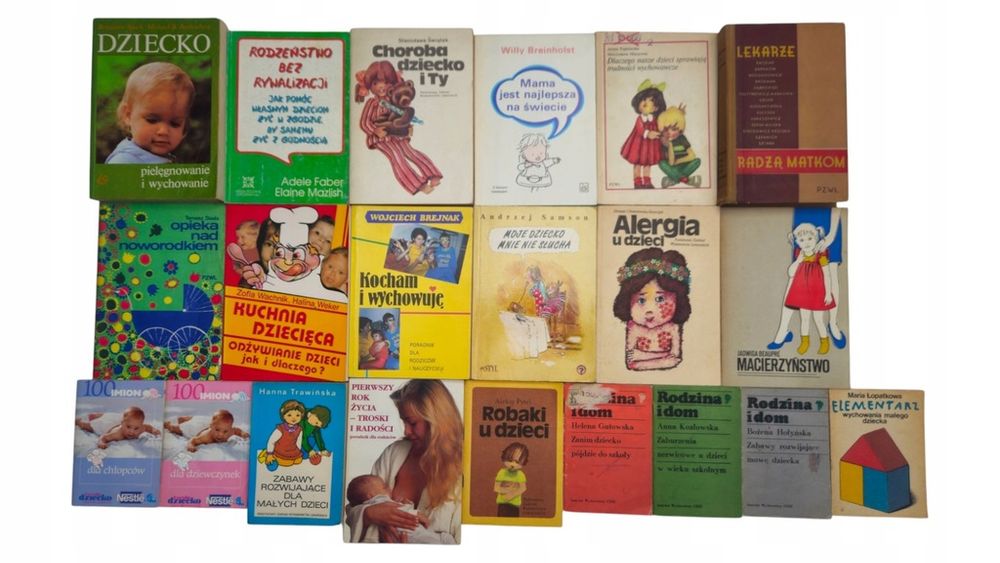 DZIECKO
pielęgnowanie
i wychowanie
RODZEŃSTWO
BEZ
RYWALIZACJI
JAK POMÓC
WŁASNYM DZIECIOM
ŻYĆ W ZGODZIE,
BY SAMEMU
ŻYĆ Z GODNOŚCIĄ
Adele Faber
Elaine Mazlish
Stanisława Świątek
Choroba
dziecko
i Ty
Willy Breinholst
Mama
jest najlepsza
na świecie
Dlaczego nasze dzieci sprawiają
trudności wychowawcze
PZWL
LEKARZE
RADZĄ MATKOM
PZWL
opieka
nad
noworodkiem
PZWL
Zofia Wachnik, Halina Weker
KUCHNIA
DZIECIĘCA
ODŻYWIANIE DZIECI
jak i dlaczego?
WOJCIECH BREJNAK
Kocham
i wychowuję
PORADNIK
DLA
RODZICÓW
I NAUCZYCIELI
Andrzej Samson
MOJE DZIECKO
MNIE NIE SŁUCHA
Alergia
u dzieci
JADWIGA BEAUPRE
MACIERZYŃSTWO
100 IMION
dla chłopców
dziecko
Nestlé
100 IMION
dla dziewczynek
dziecko
Nestlé
Hanna Trawińska
ZABAWY
ROZWIJAJĄCE
DLA
MAŁYCH DZIECI
PIERWSZY
ROK
ŻYCIA
– TROSKI
I RADOŚCI
poradnik dla rodziców
Robaki
u dzieci
Rodzina
i dom
Helena Gutowska
Zanim dziecko
pójdzie do szkoły
Rodzina
i dom
Anna Kozłowska
Zaburzenia
nerwicowe u dzieci
w wieku szkolnym
Rodzina
i dom
Bożena Hołyńska
Zabawy rozwijające
mowę dziecka
Maria Łopatkowa
ELEMENTARZ
wychowania małego
dziecka